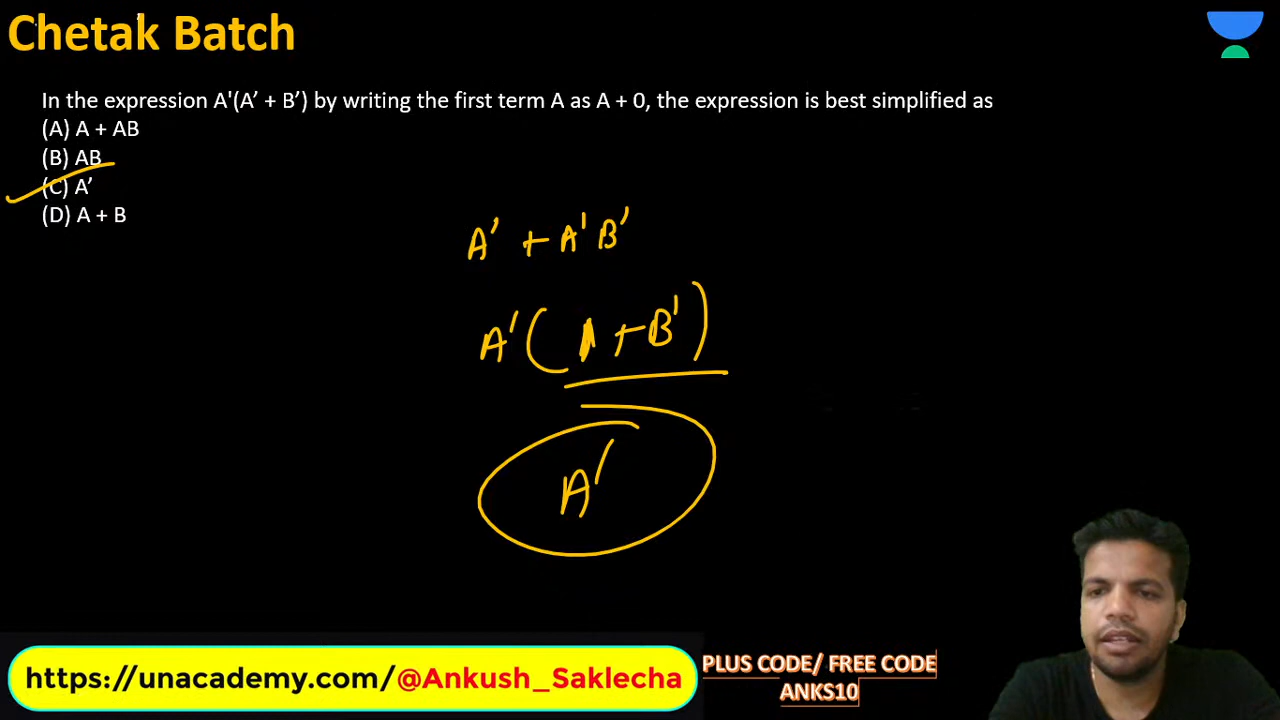 Chetak Batch
In the expression A'(A’ + B’) by writing the first term A as A + 0, the expression is best simplified as
(A) A + AB
(B) AB
(C) A’
(D) A + B
A' + A'B'
A'(1 + B')
A'
https://unacademy.com/@Ankush_Saklecha
PLUS CODE/ FREE CODE
ANKS10